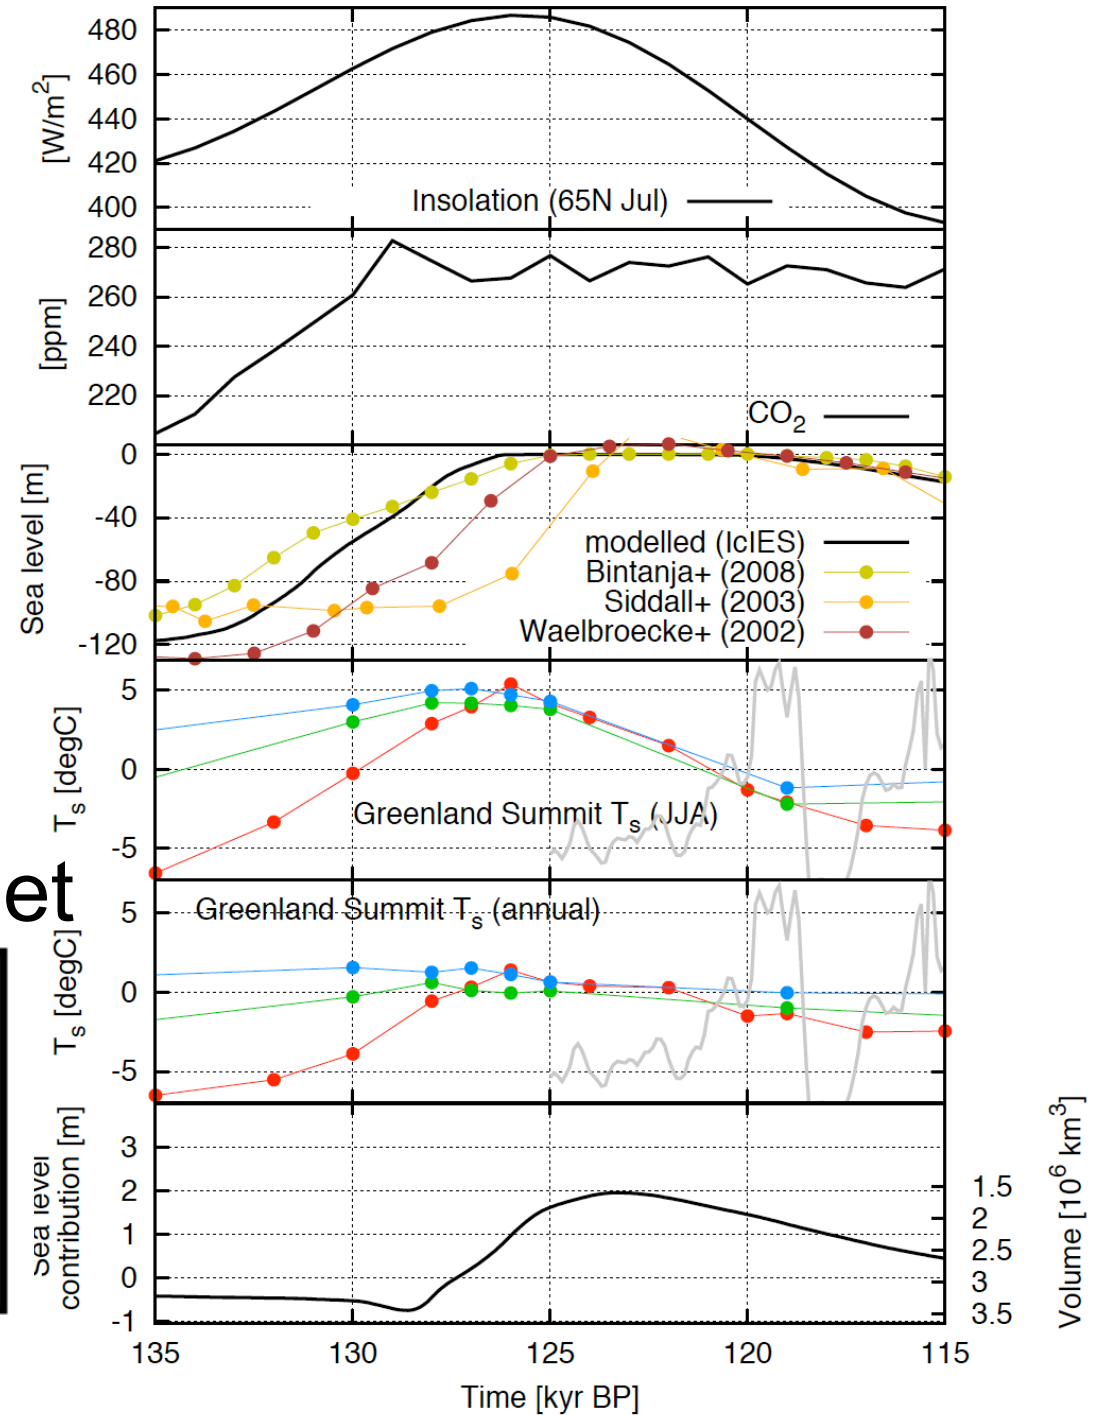 480
460
440
420
400
[W/m²]
Insolation (65N Jul)
280
260
240
220
[ppm]
CO₂
0
-40
-80
-120
Sea level [m]
modelled (IcIES)
Bintanja+ (2008)
Siddall+ (2003)
Waelbroecke+ (2002)
5
0
-5
Tₛ [degC]
Greenland Summit Tₛ (JJA)
et
5
0
-5
Tₛ [degC]
Greenland Summit Tₛ (annual)
3
2
1
0
-1
Sea level
contribution [m]
1.5
2
2.5
3
3.5
Volume [10⁶ km³]
135 130 125 120 115
Time [kyr BP]